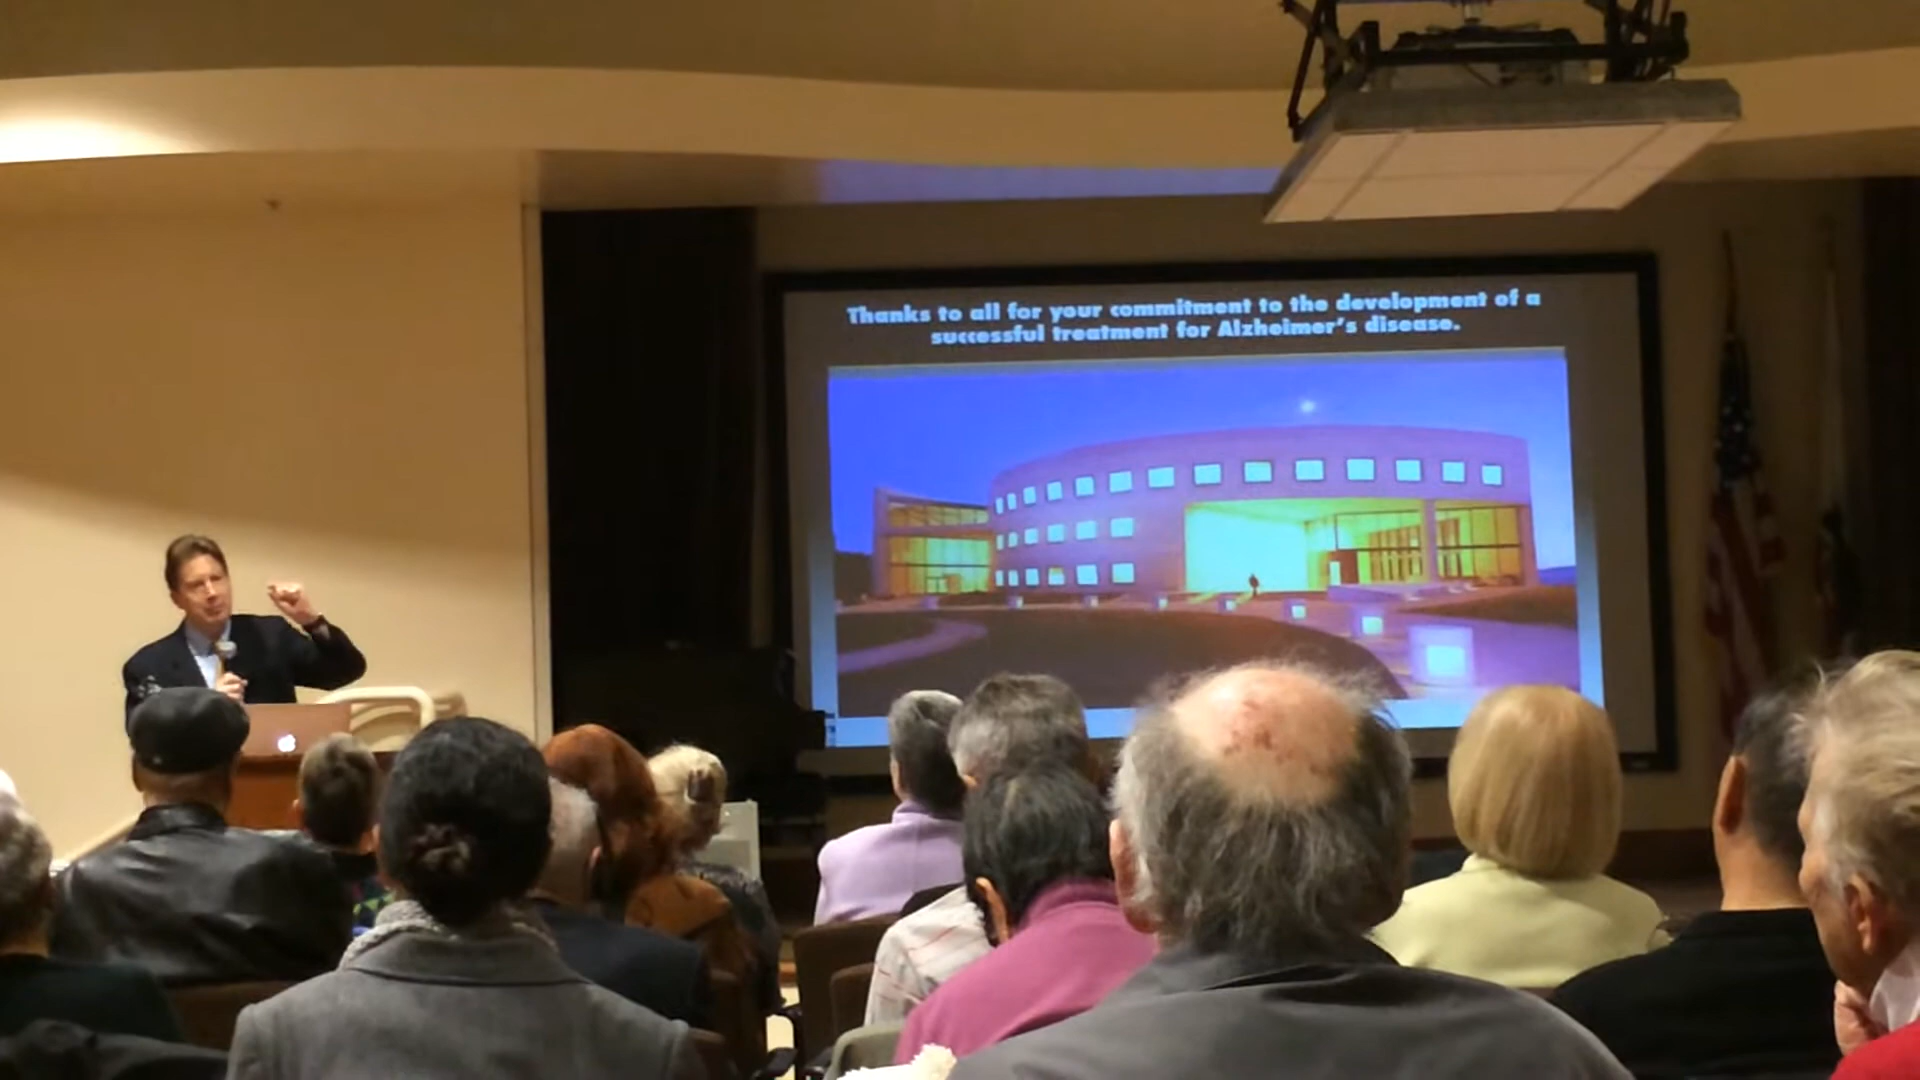 Thanks to all for your commitment to the development of a
successful treatment for Alzheimer's disease.